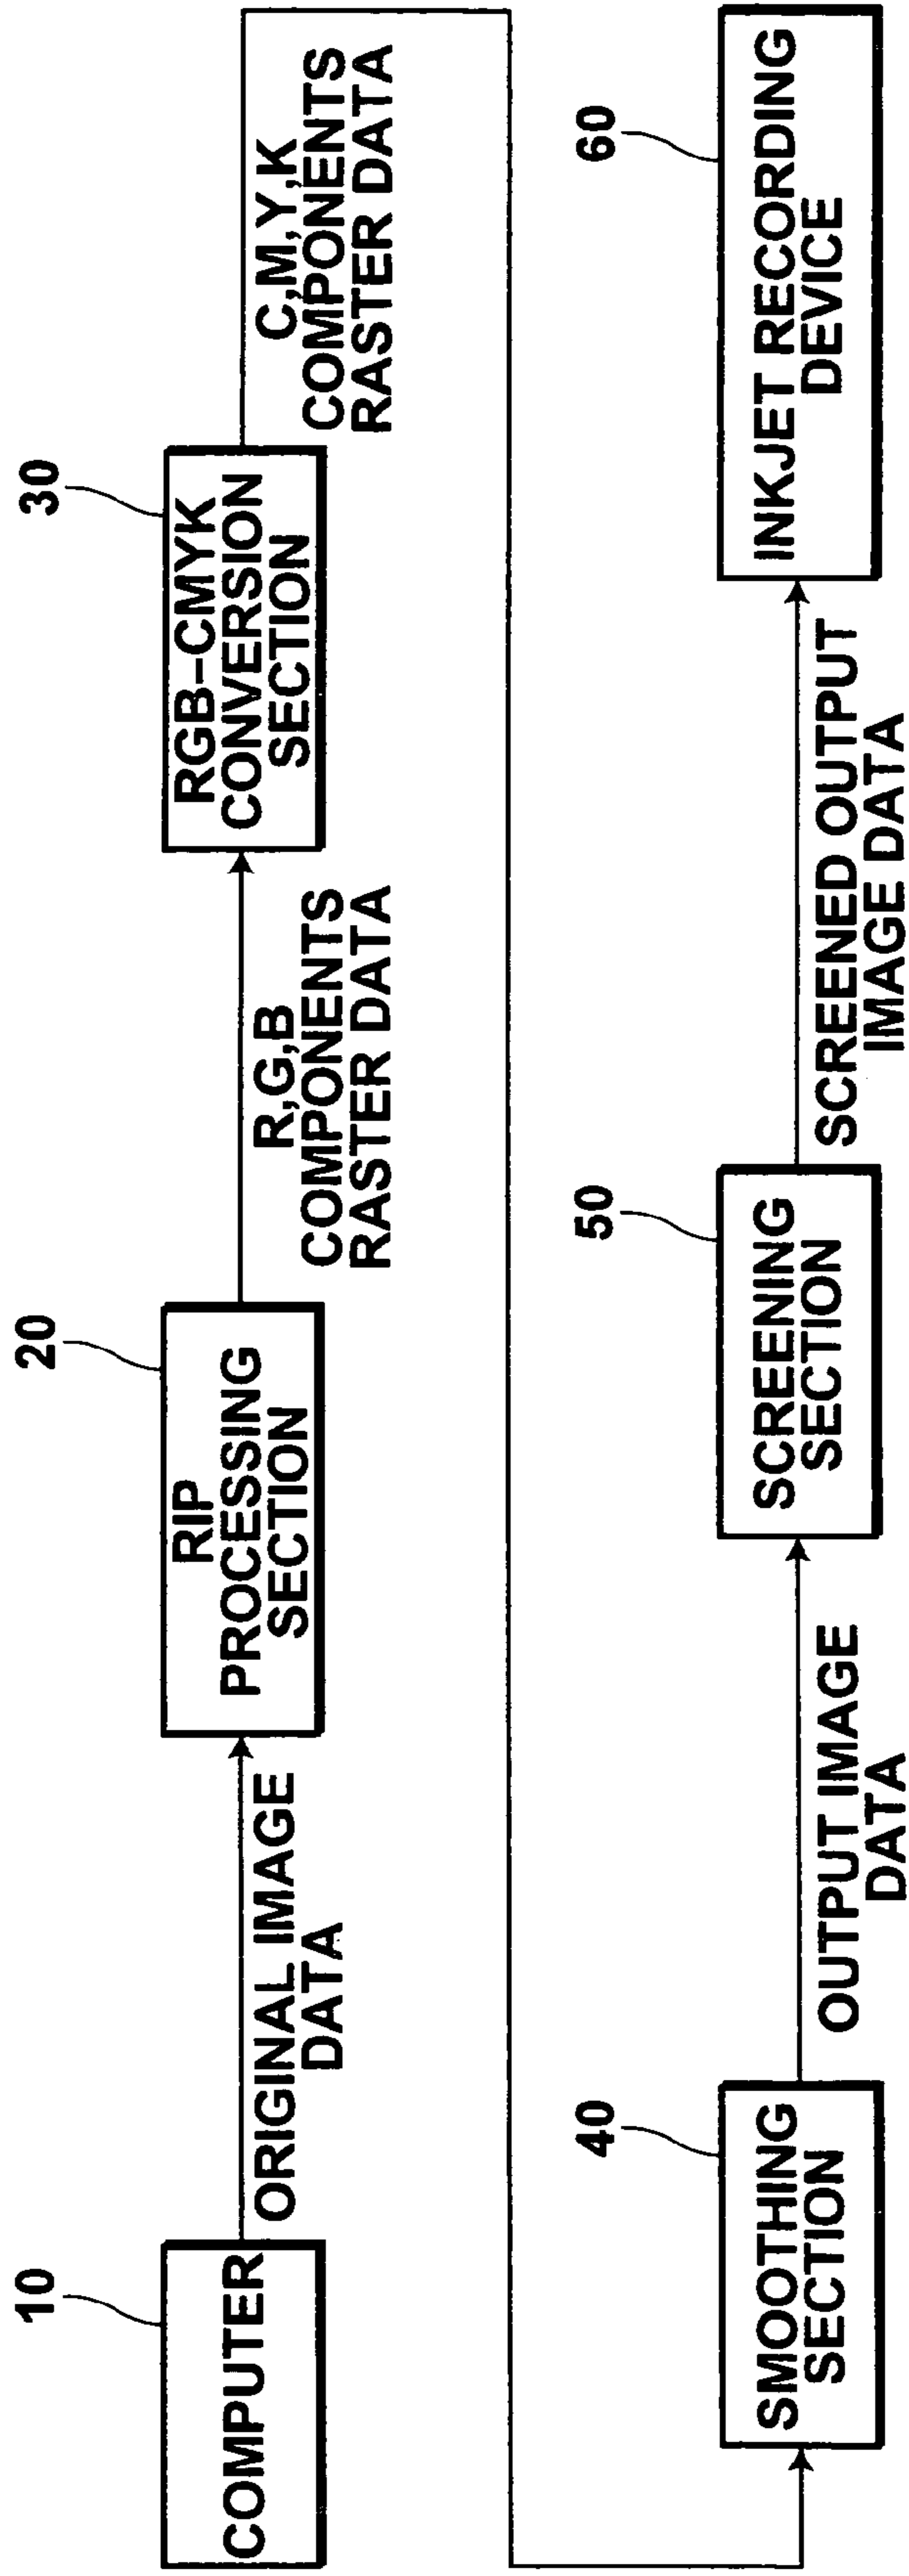 10
COMPUTER
ORIGINAL IMAGE
DATA
20
RIP
PROCESSING
SECTION
R,G,B
COMPONENTS
RASTER DATA
30
RGB-CMYK
CONVERSION
SECTION
C,M,Y,K
COMPONENTS
RASTER DATA
40
SMOOTHING
SECTION
OUTPUT IMAGE
DATA
50
SCREENING
SECTION
SCREENED OUTPUT
IMAGE DATA
60
INKJET RECORDING
DEVICE